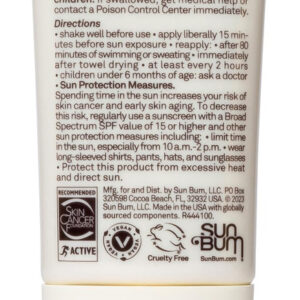 children. If swallowed, get medical help or
contact a Poison Control Center immediately.
Directions
• shake well before use • apply liberally 15 min-
utes before sun exposure • reapply: • after 80
minutes of swimming or sweating • immediately
after towel drying • at least every 2 hours
• children under 6 months of age: ask a doctor
• Sun Protection Measures.
Spending time in the sun increases your risk of
skin cancer and early skin aging. To decrease
this risk, regularly use a sunscreen with a Broad
Spectrum SPF value of 15 or higher and other
sun protection measures including: • limit time
in the sun, especially from 10 a.m.-2 p.m. • wear
long-sleeved shirts, pants, hats, and sunglasses
• Protect this product from excessive heat
and direct sun.
RECOMMENDED
SKIN
CANCER
FOUNDATION
ACTIVE
Mfg. for and Dist. by Sun Bum, LLC, PO Box
320598 Cocoa Beach, FL, 32932 USA. © 2023
Sun Bum, LLC. Made in the USA with globally
sourced components. R444100.
VEGAN
VEGAN
Cruelty Free
SUN
BUM
SunBum.com